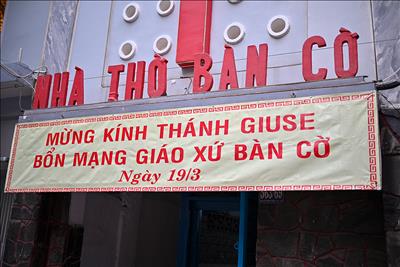 NHÀ THỜ BÀN CỜ
MỪNG KÍNH THÁNH GIUSE
BỔN MẠNG GIÁO XỨ BÀN CỜ
Ngày 19/3